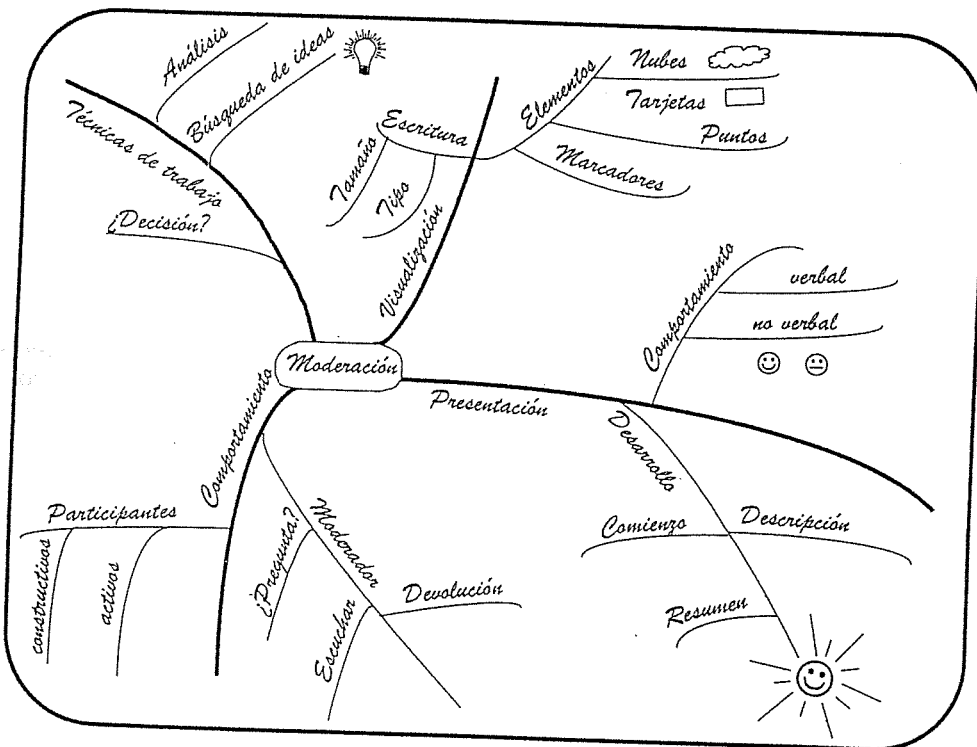 Análisis
Búsqueda de ideas
Técnicas de trabajo
¿Decisión?
Escritura
Tamaño
Tipo
Visualización
Elementos
Nubes
Tarjetas
Puntos
Marcadores
Moderación
Presentación
Comportamiento
verbal
no verbal
Desarrollo
Comienzo
Descripción
Resumen
Comportamiento
Participantes
constructivos
activos
Moderador
¿Pregunta?
Escuchar
Devolución